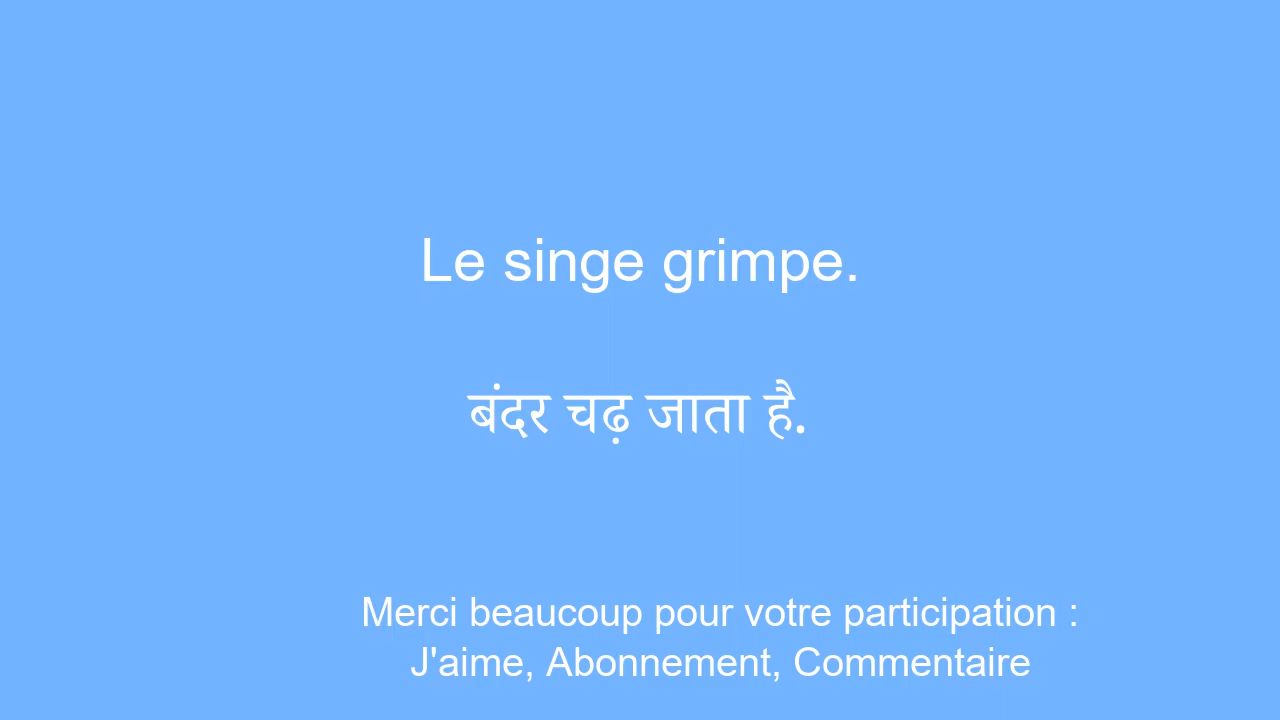 Le singe grimpe.
बंदर चढ़ जाता है.
Merci beaucoup pour votre participation :
J'aime, Abonnement, Commentaire